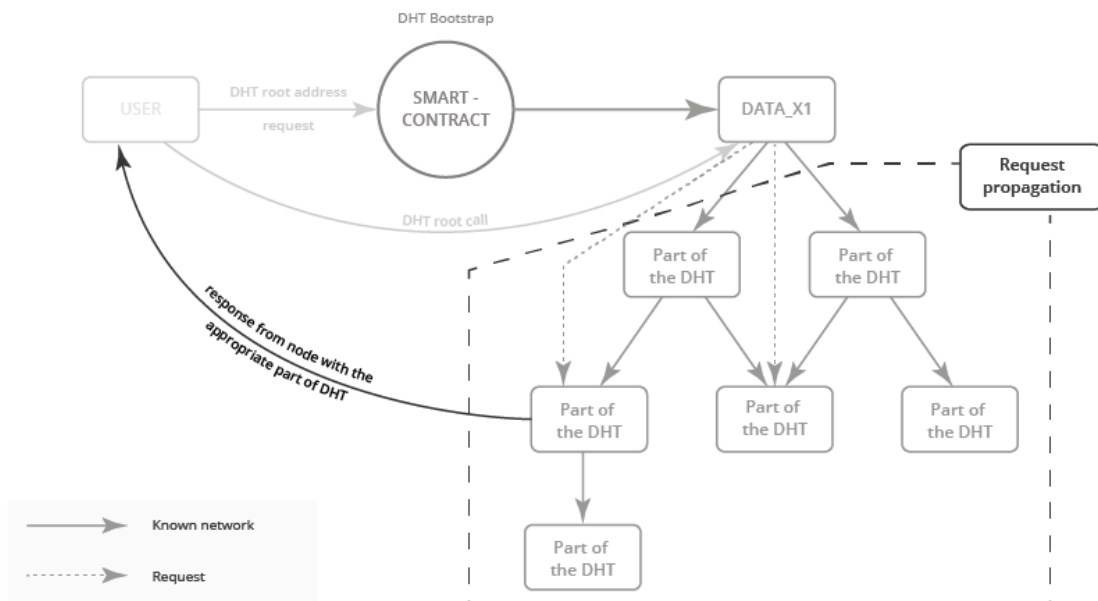 DHT Bootstrap
USER
DHT root address
request
SMART -
CONTRACT
DATA_X1
Request
propagation
DHT root call
Part of
the DHT
Part of
the DHT
response from node with the
appropriate part of DHT
Part of
the DHT
Part of
the DHT
Part of
the DHT
Known network
Part of
the DHT
Request